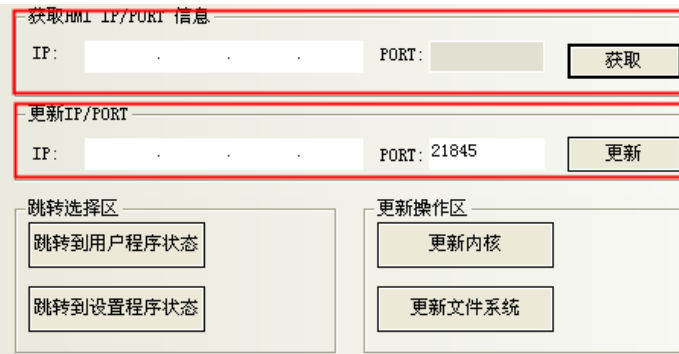 获取HMI IP/PORT 信息
IP: . . . PORT: 获取
更新IP/PORT
IP: . . . PORT: 21845 更新
跳转选择区 更新操作区
跳转到用户程序状态 更新内核
跳转到设置程序状态 更新文件系统